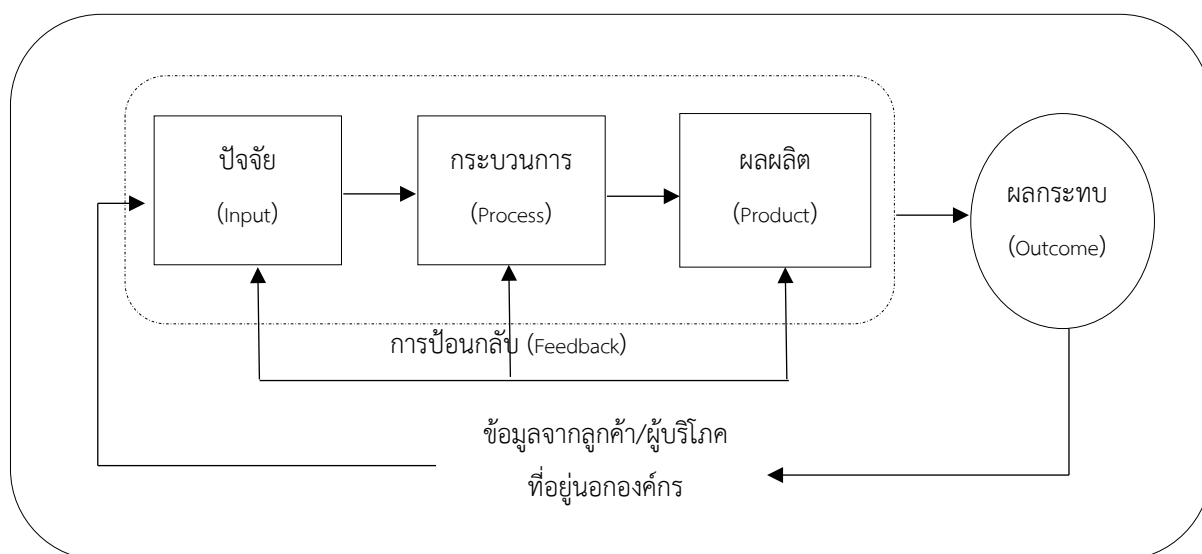 ปัจจัย
(Input)
กระบวนการ
(Process)
ผลผลิต
(Product)
ผลกระทบ
(Outcome)
การป้อนกลับ (Feedback)
ข้อมูลจากลูกค้า/ผู้บริโภค
ที่อยู่นอกองค์กร